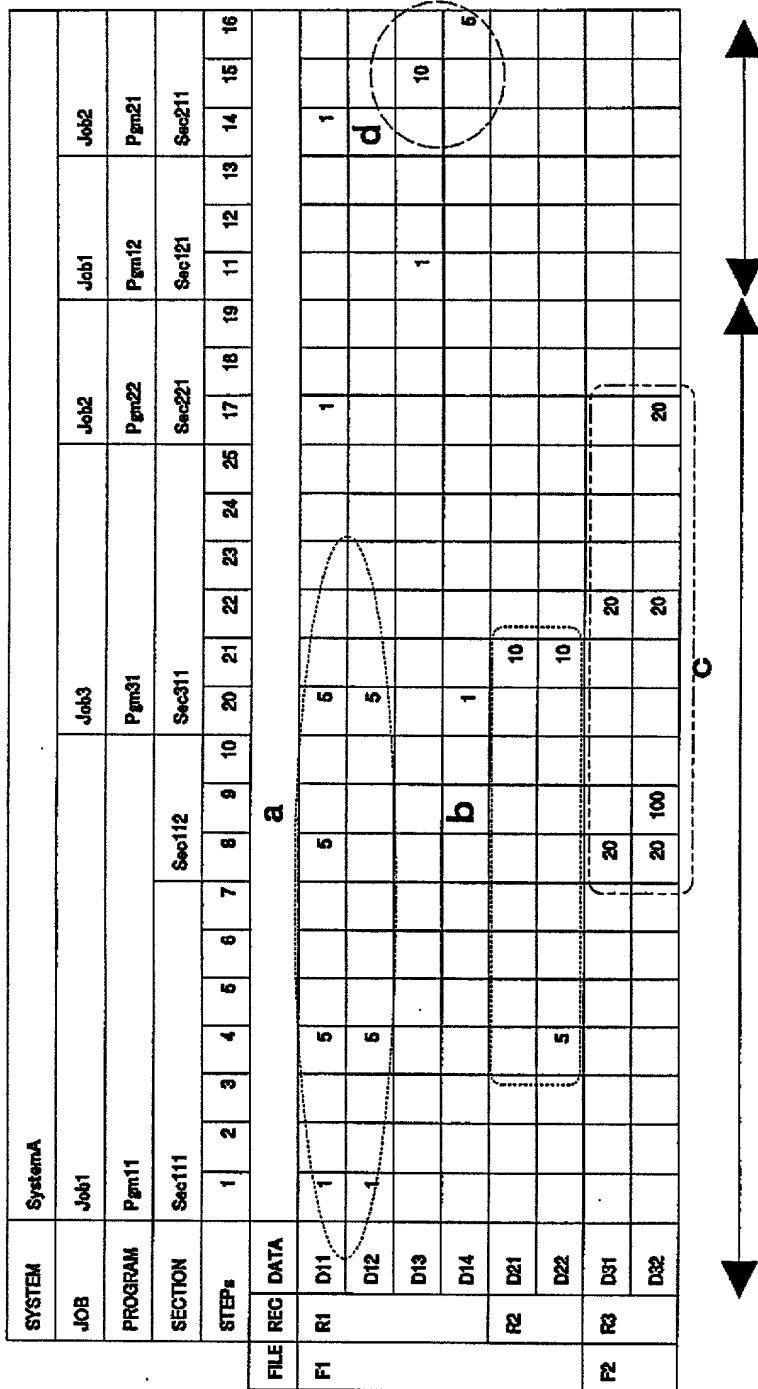 SYSTEM SystemA
JOB Job1 Job3 Job2 Job1 Job2
PROGRAM Pgm11 Pgm31 Pgm22 Pgm12 Pgm21
SECTION Sec111 Sec112 Sec311 Sec221 Sec121 Sec211
STEPs 1 2 3 4 5 6 7 8 9 10 20 21 22 23 24 25 17 18 19 11 12 13 14 15 16
FILE REC DATA a
F1 R1 D11 1 5 5 5 1 1
D12 1 5 5 d
D13 1 10
D14 b 1 5
R2 D21 10
D22 5 10
F2 R3 D31 20 20
D32 20 100 20 20
c